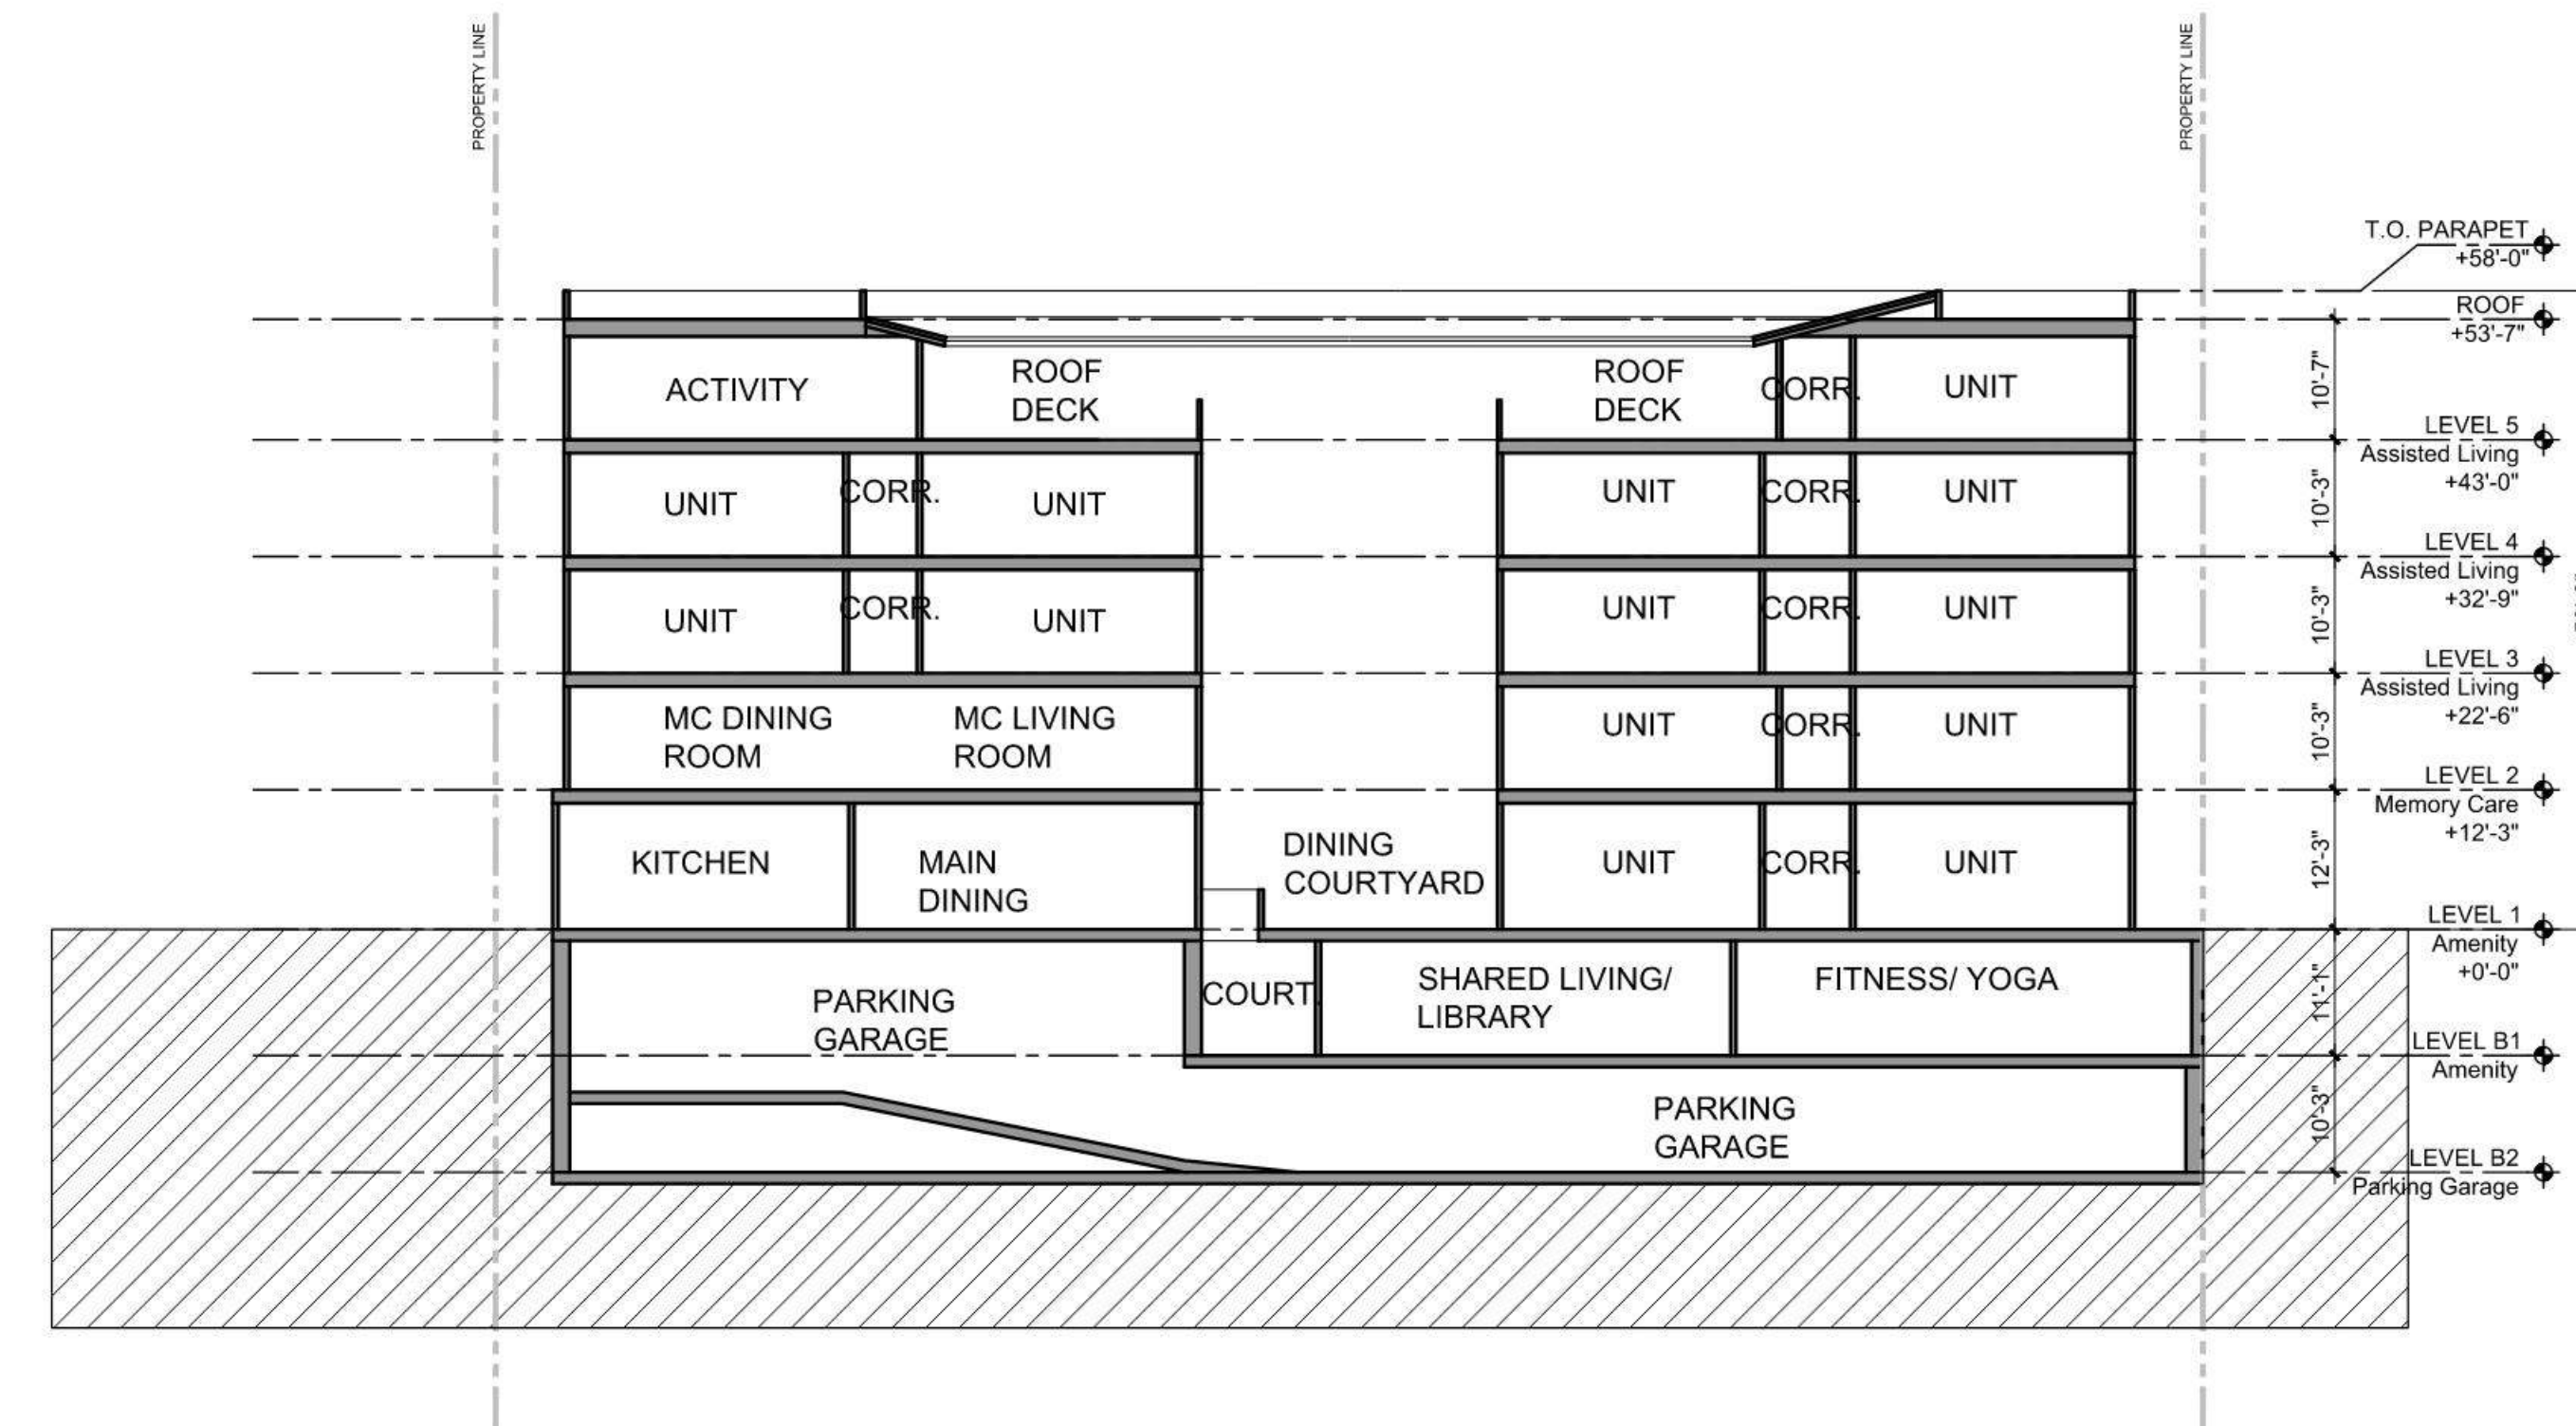 PROPERTY LINE
PROPERTY LINE
T.O. PARAPET
+58'-0"
ROOF
+53'-7"
ACTIVITY
ROOF
DECK
ROOF
DECK
CORR.
UNIT
10'-7"
LEVEL 5
Assisted Living
+43'-0"
UNIT
CORR.
UNIT
UNIT
CORR.
UNIT
10'-3"
LEVEL 4
Assisted Living
+32'-9"
UNIT
CORR.
UNIT
UNIT
CORR.
UNIT
10'-3"
LEVEL 3
Assisted Living
+22'-6"
MC DINING
ROOM
MC LIVING
ROOM
UNIT
CORR.
UNIT
10'-3"
LEVEL 2
Memory Care
+12'-3"
KITCHEN
MAIN
DINING
DINING
COURTYARD
UNIT
CORR.
UNIT
12'-3"
LEVEL 1
Amenity
+0'-0"
PARKING
GARAGE
COURT.
SHARED LIVING/
LIBRARY
FITNESS/ YOGA
11'-1"
LEVEL B1
Amenity
PARKING
GARAGE
10'-3"
LEVEL B2
Parking Garage